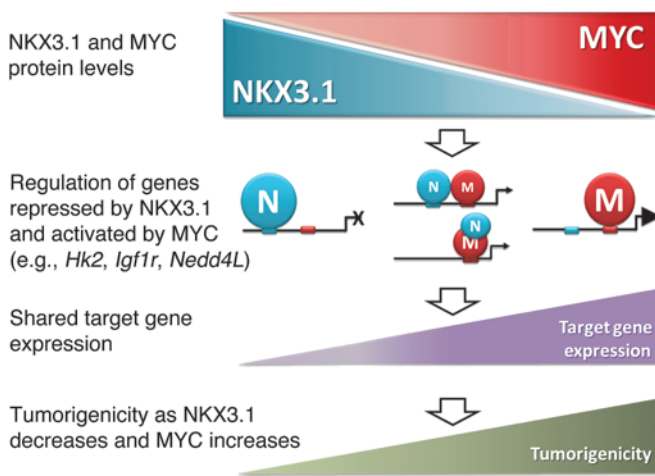 NKX3.1 and MYC
protein levels
MYC
NKX3.1
Regulation of genes
repressed by NKX3.1
and activated by MYC
(e.g., Hk2, Igf1r, Nedd4L)
N
X
N M
N
M
M
Shared target gene
expression
Target gene
expression
Tumorigenicity as NKX3.1
decreases and MYC increases
Tumorigenicity